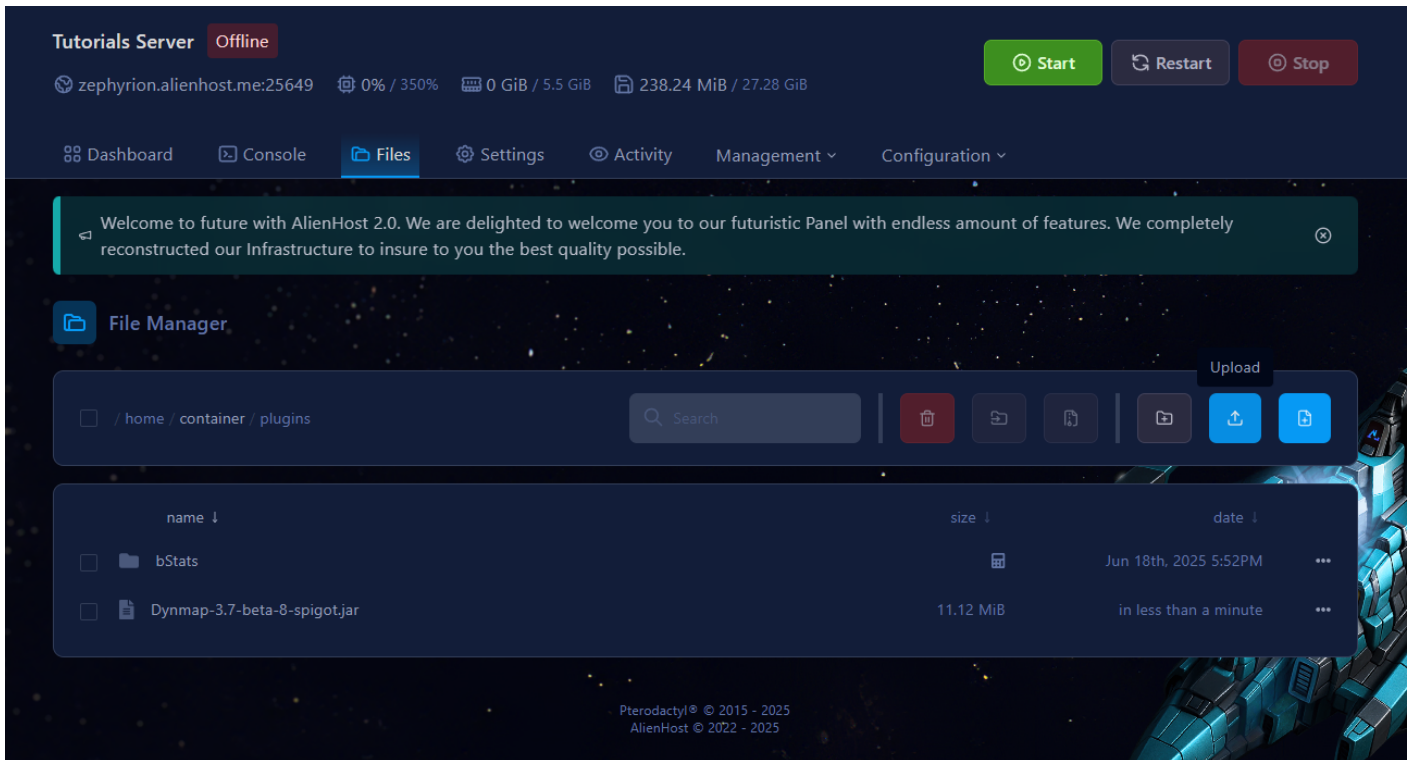 Tutorials Server Offline
Start Restart Stop
zephyrion.alienhost.me:25649 0% / 350% 0 GiB / 5.5 GiB 238.24 MiB / 27.28 GiB
Dashboard Console Files Settings Activity Management Configuration
Welcome to future with AlienHost 2.0. We are delighted to welcome you to our futuristic Panel with endless amount of features. We completely
reconstructed our Infrastructure to insure to you the best quality possible.
File Manager
Upload
/ home / container / plugins Search
name ↓ size ↓ date ↓
bStats Jun 18th, 2025 5:52PM
Dynmap-3.7-beta-8-spigot.jar 11.12 MiB in less than a minute
Pterodactyl® © 2015 - 2025
AlienHost © 2022 - 2025